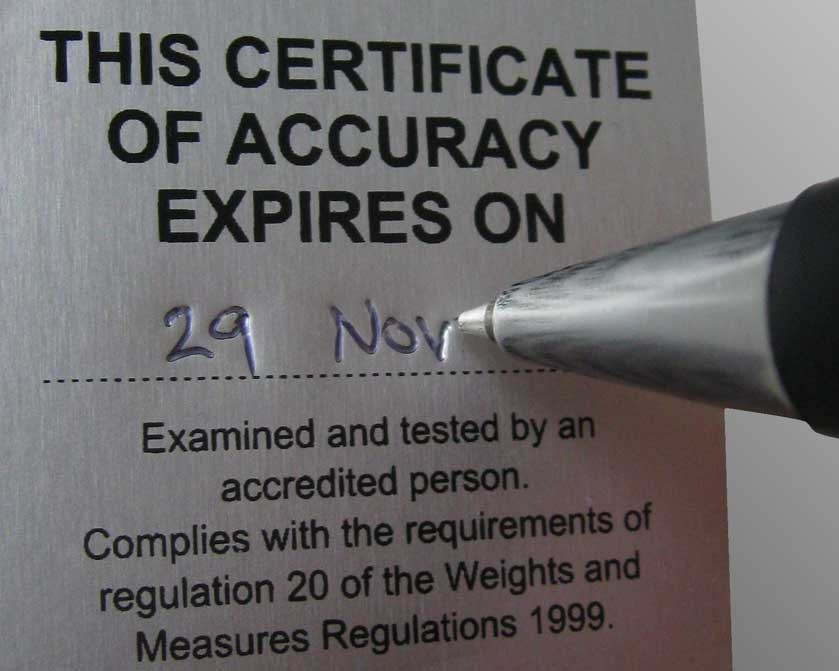 THIS CERTIFICATE
OF ACCURACY
EXPIRES ON
29 Nov
Examined and tested by an
accredited person.
Complies with the requirements of
regulation 20 of the Weights and
Measures Regulations 1999.